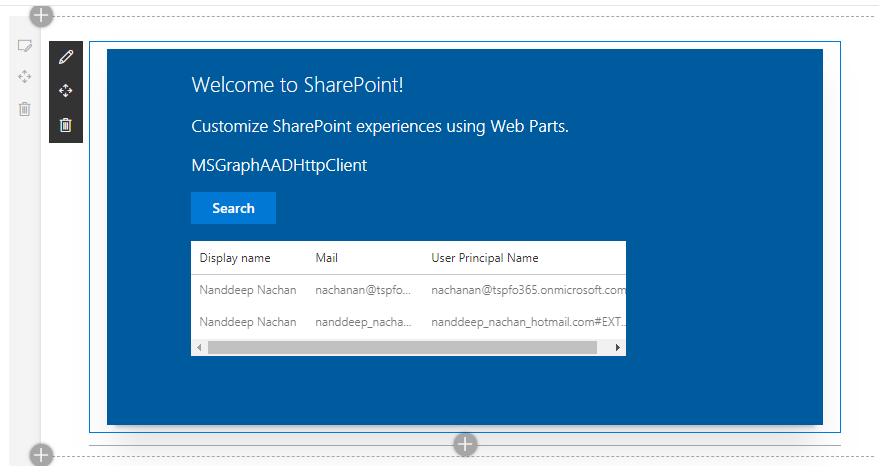 Welcome to SharePoint!
Customize SharePoint experiences using Web Parts.
MSGraphAADHttpClient
Search
Display name Mail User Principal Name
Nanddeep Nachan nachanan@tspfo... nachanan@tspfo365.onmicrosoft.com
Nanddeep Nachan nanddeep_nacha... nanddeep_nachan_hotmail.com#EXT...